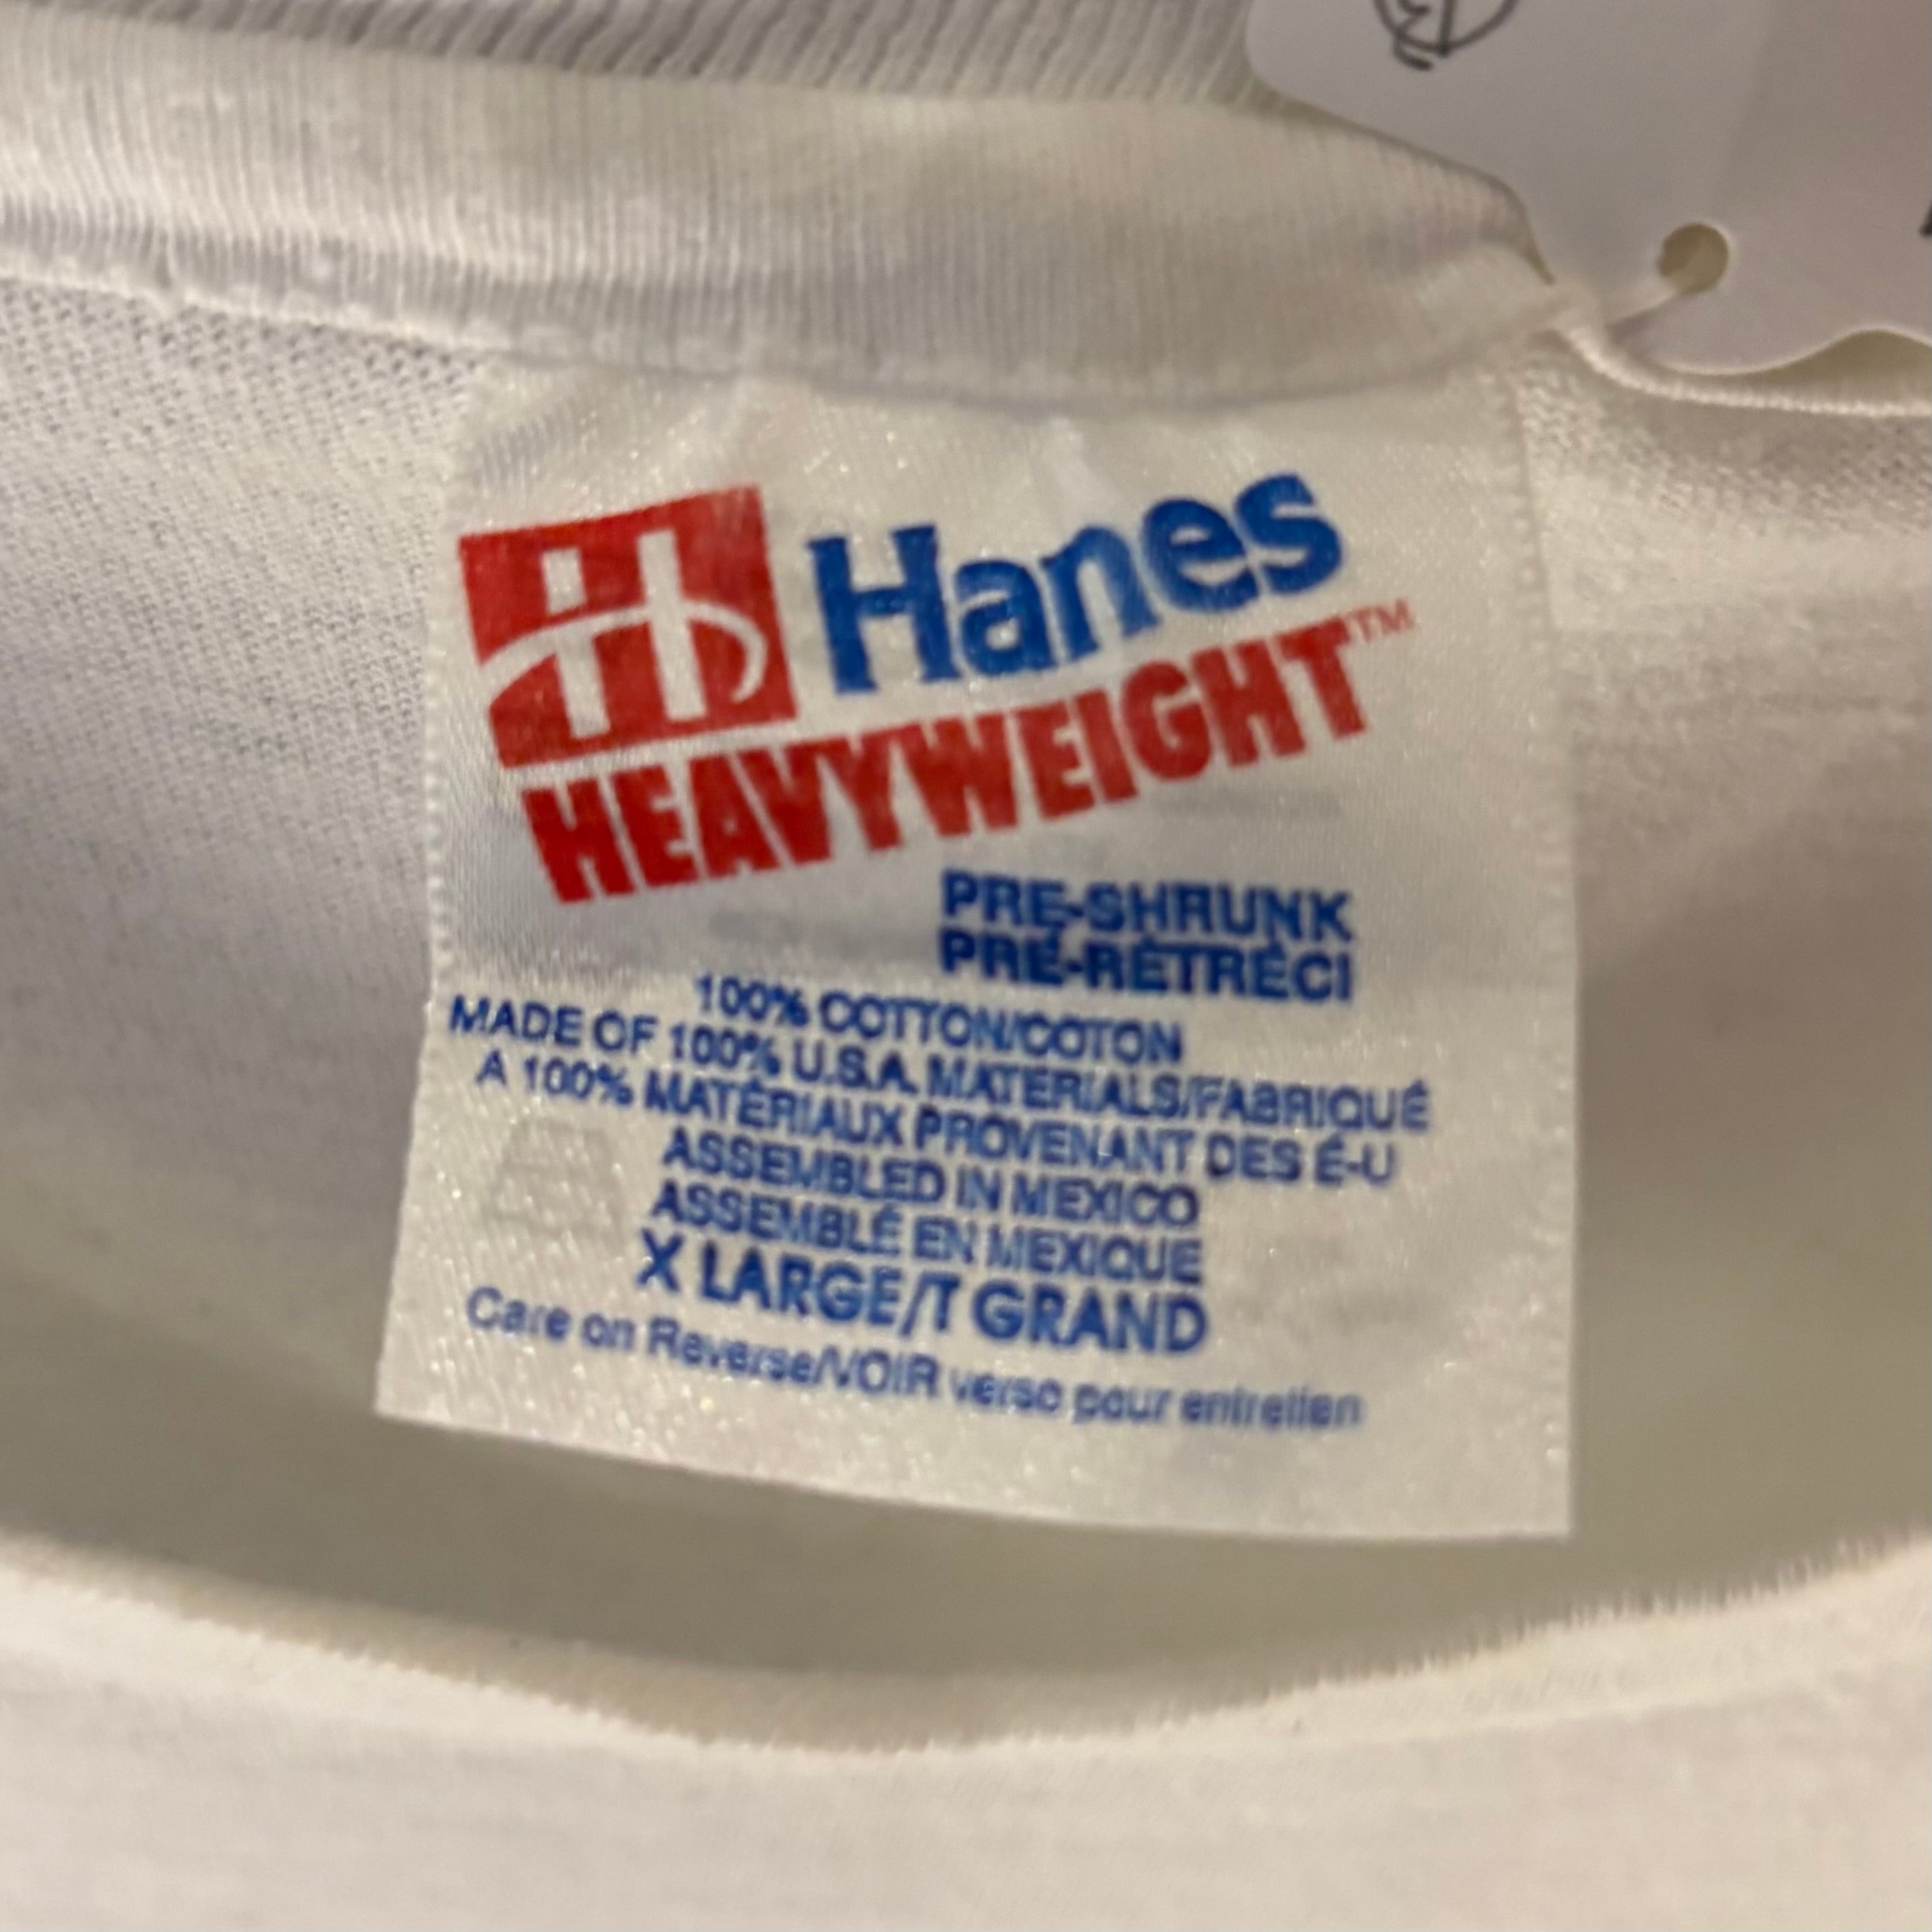 Hanes
HEAVYWEIGHT™
PRE-SHRUNK
PRÉ-RÉTRÉCI
100% COTTON/COTON
MADE OF 100% U.S.A. MATERIALS/FABRIQUÉ
A 100% MATÉRIAUX PROVENANT DES É-U
ASSEMBLED IN MEXICO
ASSEMBLÉ EN MEXIQUE
X LARGE/T GRAND
Care on Reverse/VOIR verso pour entretien